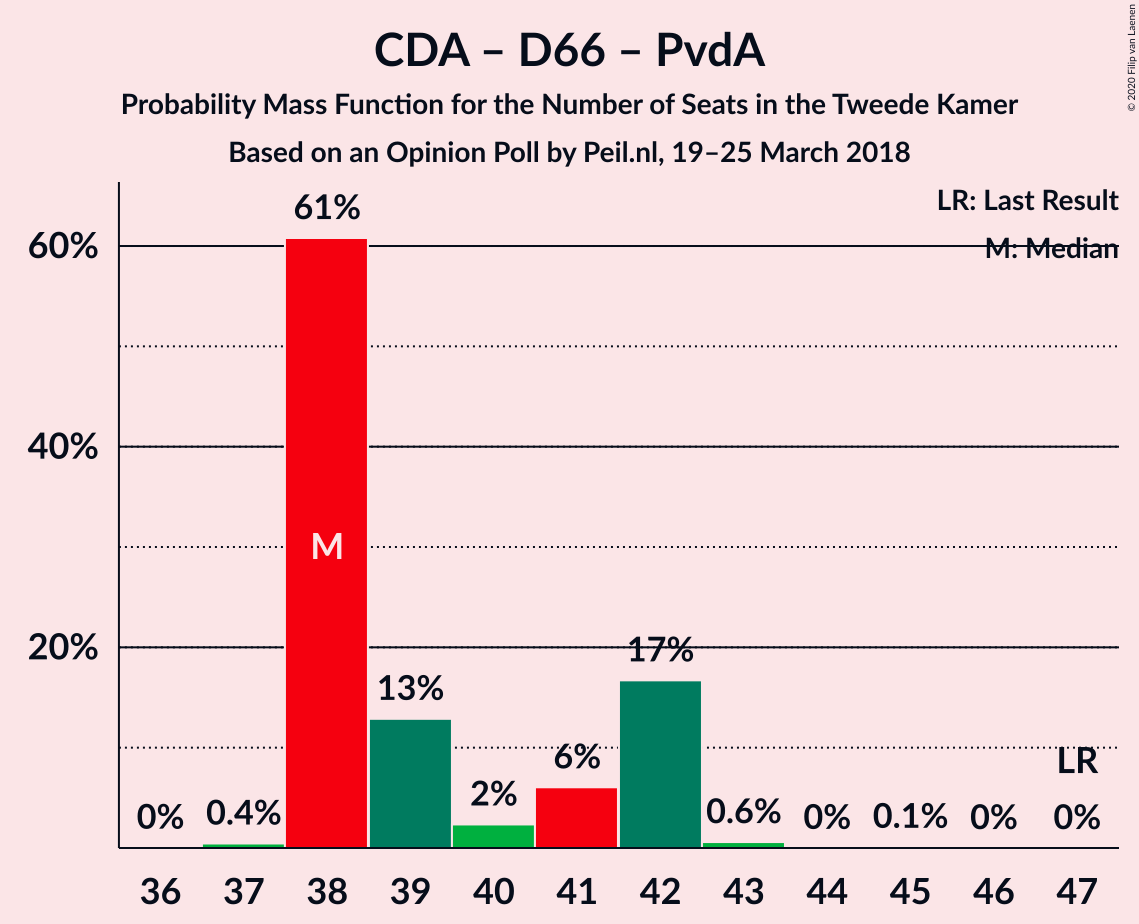 CDA – D66 – PvdA
Probability Mass Function for the Number of Seats in the Tweede Kamer
Based on an Opinion Poll by Peil.nl, 19–25 March 2018
© 2020 Filip van Laenen
LR: Last Result
M: Median
60%
40%
20%
61%
M
13%
2%
6%
17%
LR
0%
0.4%
0.6%
0%
0.1%
0%
0%
36 37 38 39 40 41 42 43 44 45 46 47